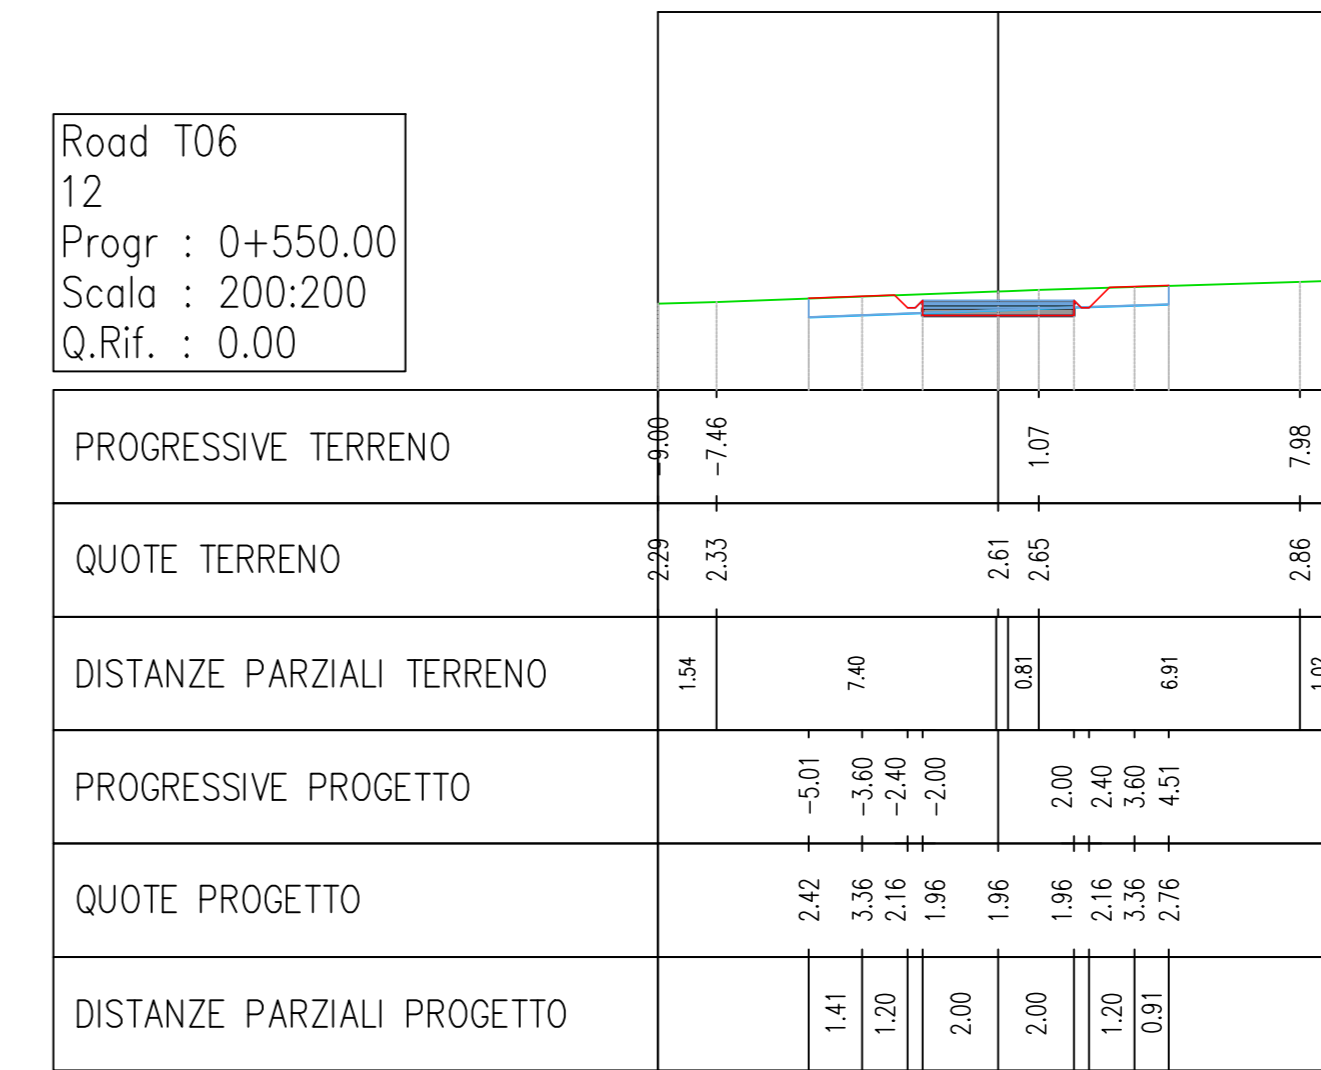 Road T06
12
Progr : 0+550.00
Scala : 200:200
Q.Rif. : 0.00
PROGRESSIVE TERRENO -9.00 -7.46 1.07 7.98
QUOTE TERRENO 2.29 2.33 2.61 2.65 2.86
DISTANZE PARZIALI TERRENO 1.54 7.40 0.81 6.91
PROGRESSIVE PROGETTO -5.01 -3.60 -2.40 -2.00 2.00 2.40 3.60 4.51
QUOTE PROGETTO 2.42 3.36 2.16 1.96 1.96 1.96 2.16 3.36 2.76
DISTANZE PARZIALI PROGETTO 1.41 1.20 2.00 2.00 1.20 0.91